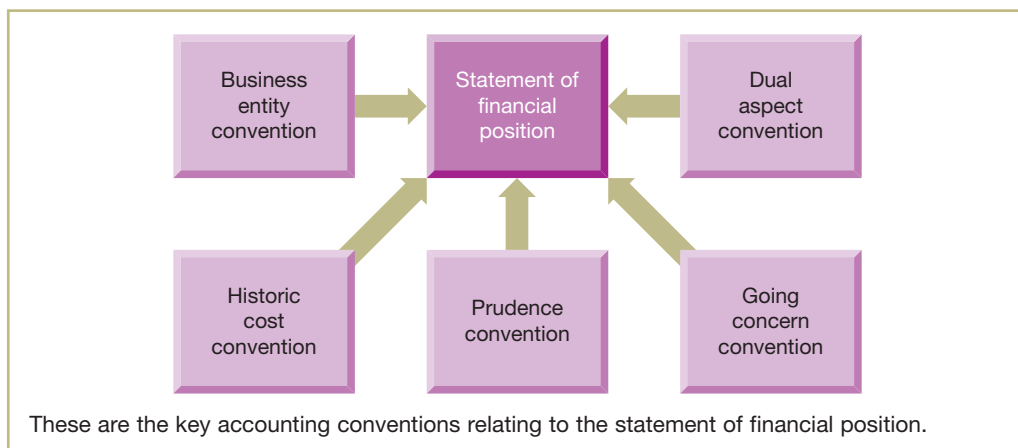 Business
entity
convention
Statement of
financial
position
Dual
aspect
convention
Historic
cost
convention
Prudence
convention
Going
concern
convention
These are the key accounting conventions relating to the statement of financial position.